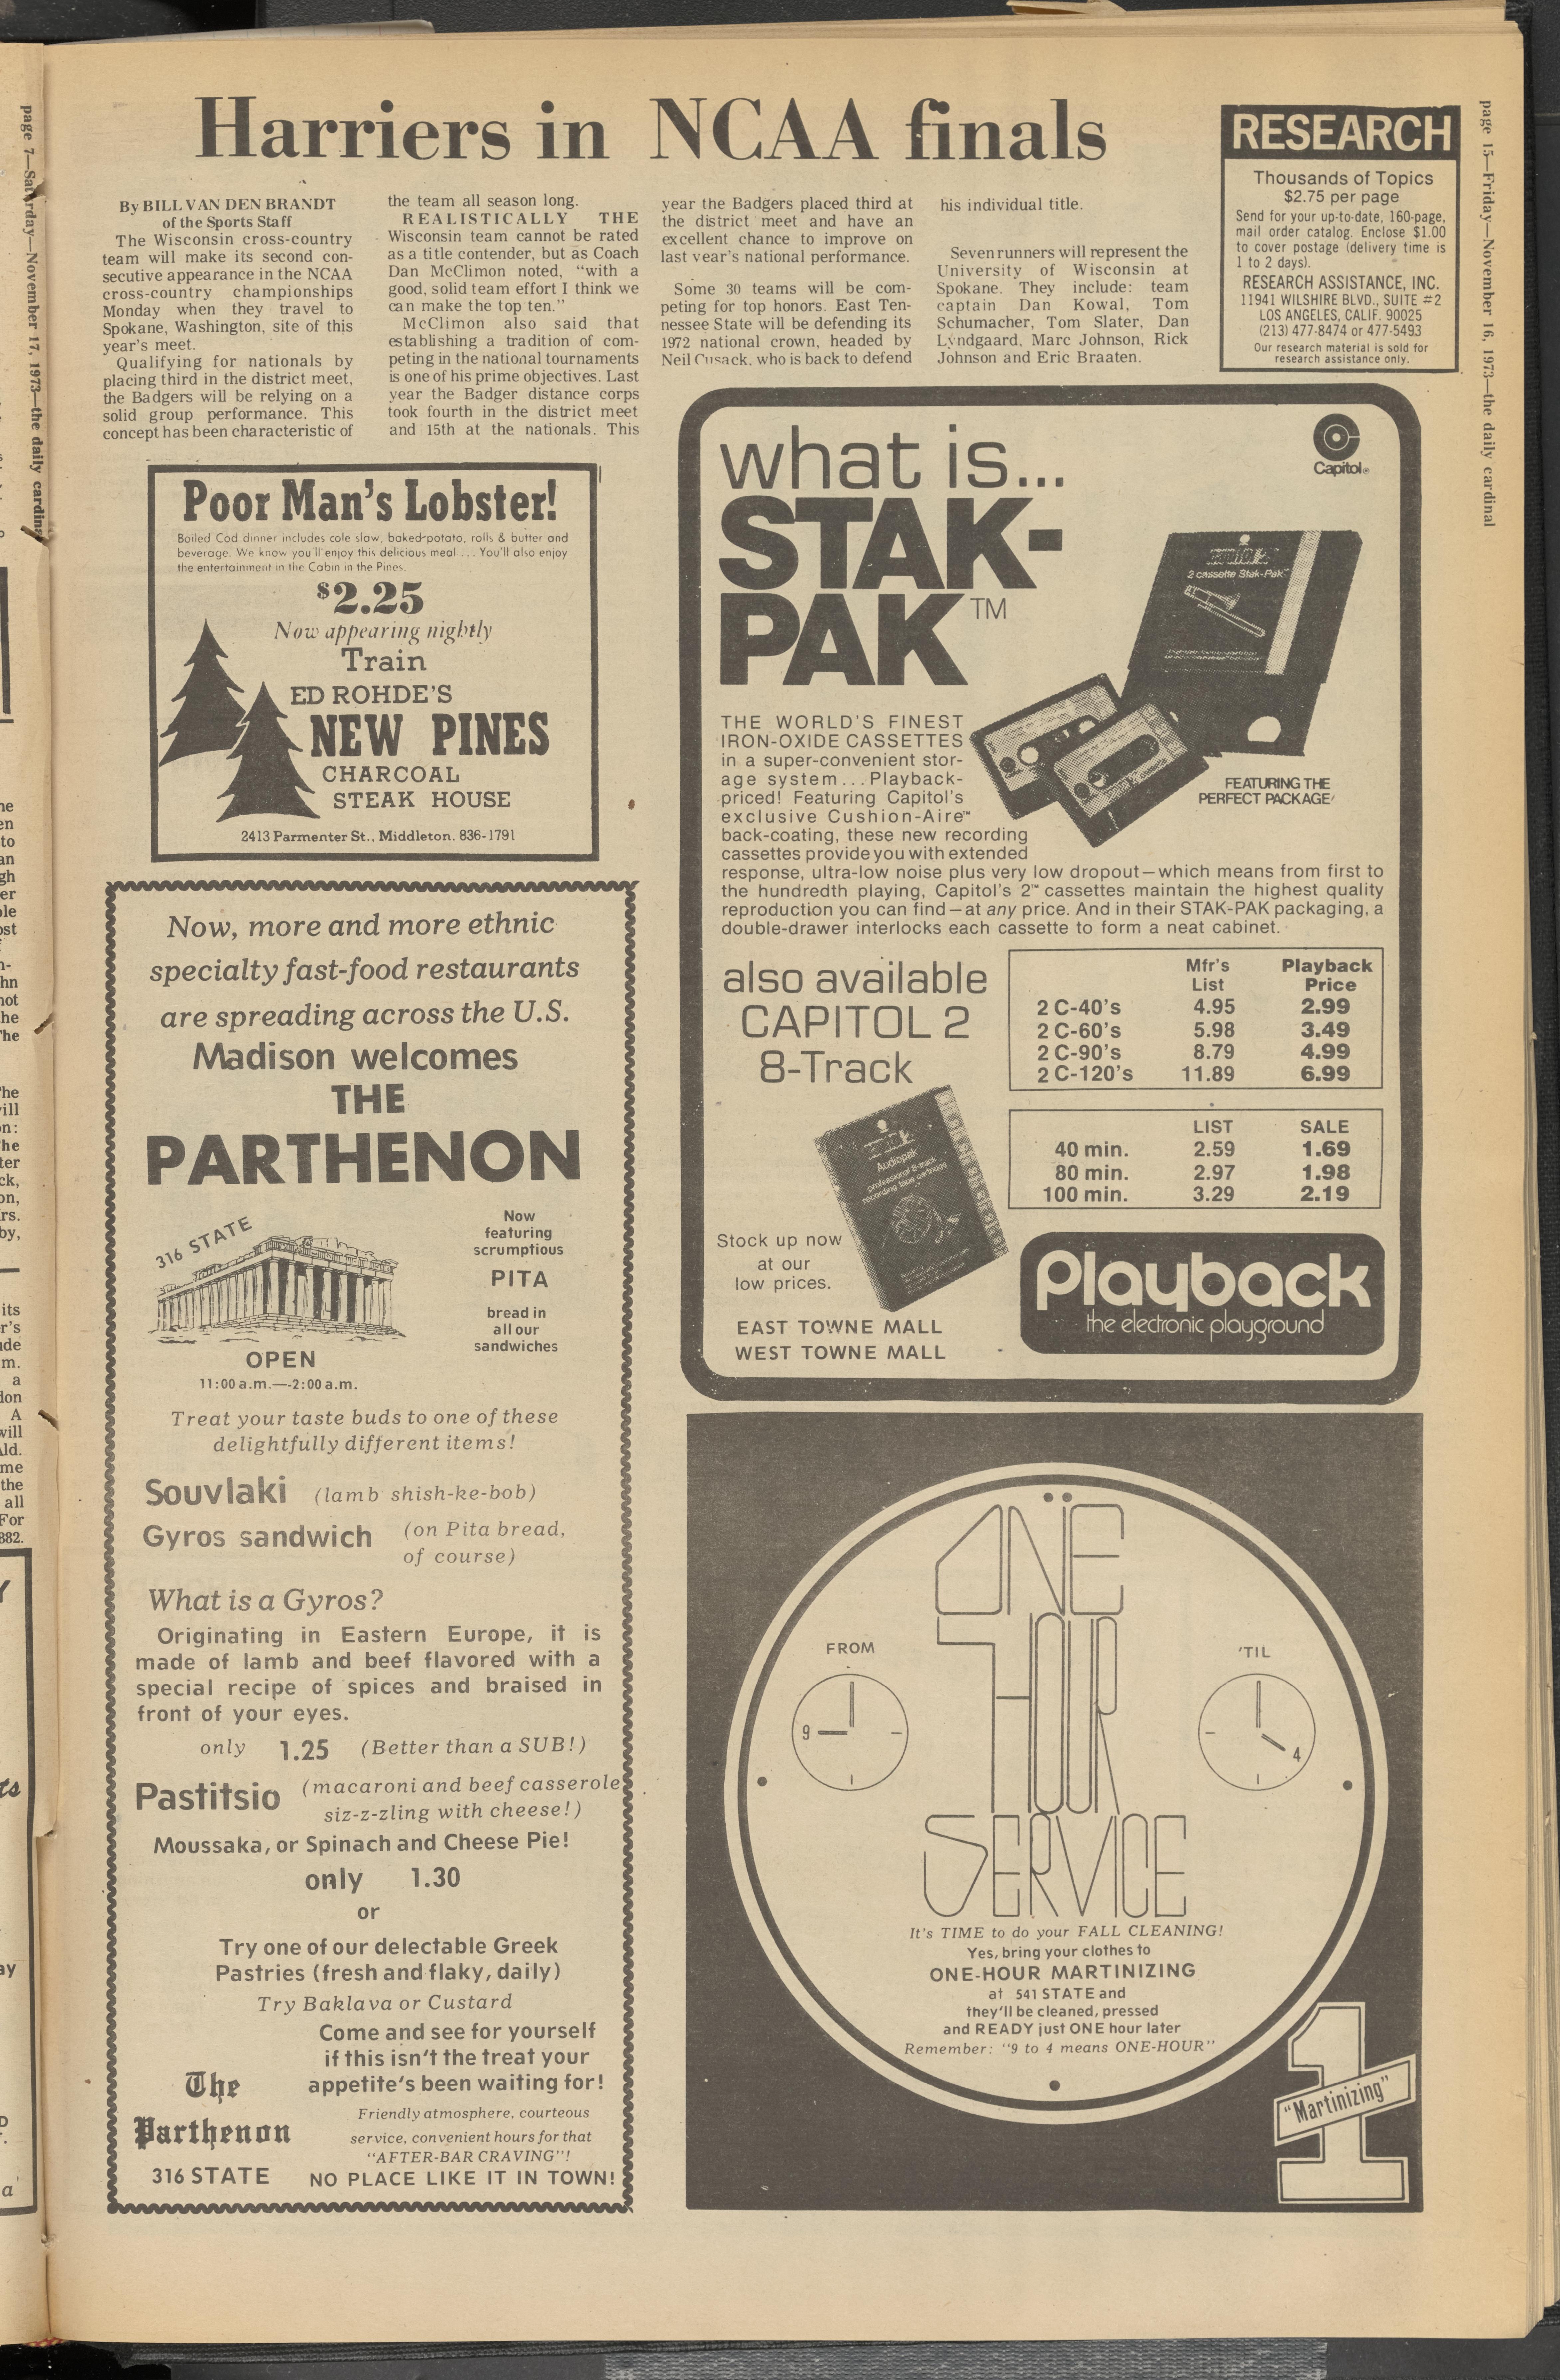 Harriers in NCAA finals
By BILL VAN DEN BRANDT
of the Sports Staff
The Wisconsin cross-country
team will make its second con-
secutive appearance in the NCAA
cross-country championships
Monday when they travel to
Spokane, Washington, site of this
year's meet.
Qualifying for nationals by
placing third in the district meet,
the Badgers will be relying on a
solid group performance. This
concept has been characteristic of
the team all season long.
REALISTICALLY THE
Wisconsin team cannot be rated
as a title contender, but as Coach
Dan McClimon noted, "with a
good, solid team effort I think we
can make the top ten."
McClimon also said that
establishing a tradition of com-
peting in the national tournaments
is one of his prime objectives. Last
year the Badger distance corps
took fourth in the district meet
and 15th at the nationals. This
year the Badgers placed third at
the district meet and have an
excellent chance to improve on
last year's national performance.
Some 30 teams will be com-
peting for top honors. East Ten-
nessee State will be defending its
1972 national crown, headed by
Neil Cusack, who is back to defend
his individual title.
Seven runners will represent the
University of Wisconsin at
Spokane. They include: team
captain Dan Kowal, Tom
Schumacher, Tom Slater, Dan
Lyndgaard, Marc Johnson, Rick
Johnson and Eric Braaten.
RESEARCH
Thousands of Topics
$2.75 per page
Send for your up-to-date, 160-page,
mail order catalog. Enclose $1.00
to cover postage (delivery time is
1 to 2 days).
RESEARCH ASSISTANCE, INC.
11941 WILSHIRE BLVD., SUITE #2
LOS ANGELES, CALIF. 90025
(213) 477-8474 or 477-5493
Our research material is sold for
research assistance only.
page 15—Friday—November 16, 1973—the daily cardinal
page 7—Saturday—November 17, 1973—the daily cardina
Poor Man's Lobster!
Boiled Cod dinner includes cole slaw, baked-potato, rolls & butter and
beverage. We know you'll enjoy this delicious meal . . . You'll also enjoy
the entertainment in the Cabin in the Pines.
$2.25
Now appearing nightly
Train
ED ROHDE'S
NEW PINES
CHARCOAL
STEAK HOUSE
2413 Parmenter St., Middleton. 836-1791
Now, more and more ethnic
specialty fast-food restaurants
are spreading across the U.S.
Madison welcomes
THE
PARTHENON
316 STATE
Now
featuring
scrumptious
PITA
bread in
all our
sandwiches
OPEN
11:00 a.m.—-2:00 a.m.
Treat your taste buds to one of these
delightfully different items!
Souvlaki (lamb shish-ke-bob)
Gyros sandwich (on Pita bread,
of course)
What is a Gyros?
Originating in Eastern Europe, it is
made of lamb and beef flavored with a
special recipe of spices and braised in
front of your eyes.
only 1.25 (Better than a SUB!)
Pastitsio (macaroni and beef casserole
siz-z-zling with cheese!)
Moussaka, or Spinach and Cheese Pie!
only 1.30
or
Try one of our delectable Greek
Pastries (fresh and flaky, daily)
Try Baklava or Custard
Come and see for yourself
if this isn't the treat your
appetite's been waiting for!
The
Parthenon
316 STATE
Friendly atmosphere, courteous
service, convenient hours for that
"AFTER-BAR CRAVING"!
NO PLACE LIKE IT IN TOWN!
what is...
STAK-
PAK™
Capitol®
2 cassette Stak-Pak™
THE WORLD'S FINEST
IRON-OXIDE CASSETTES
in a super-convenient stor-
age system . . . Playback-
priced! Featuring Capitol's
exclusive Cushion-Aire™
back-coating, these new recording
cassettes provide you with extended
response, ultra-low noise plus very low dropout—which means from first to
the hundredth playing, Capitol's 2™ cassettes maintain the highest quality
reproduction you can find—at any price. And in their STAK-PAK packaging, a
double-drawer interlocks each cassette to form a neat cabinet.
FEATURING THE
PERFECT PACKAGE
also available
CAPITOL 2
8-Track
Mfr's List Playback Price
2 C-40's 4.95 2.99
2 C-60's 5.98 3.49
2 C-90's 8.79 4.99
2 C-120's 11.89 6.99
LIST SALE
40 min. 2.59 1.69
80 min. 2.97 1.98
100 min. 3.29 2.19
Audiopak
professional 8-track
recording tape cartridge
Stock up now
at our
low prices.
EAST TOWNE MALL
WEST TOWNE MALL
Playback
the electronic playground
ONE
HOUR
SERVICE
FROM
9
'TIL
4
It's TIME to do your FALL CLEANING!
Yes, bring your clothes to
ONE-HOUR MARTINIZING
at 541 STATE and
they'll be cleaned, pressed
and READY just ONE hour later
Remember: "9 to 4 means ONE-HOUR"
1
"Martinizing"